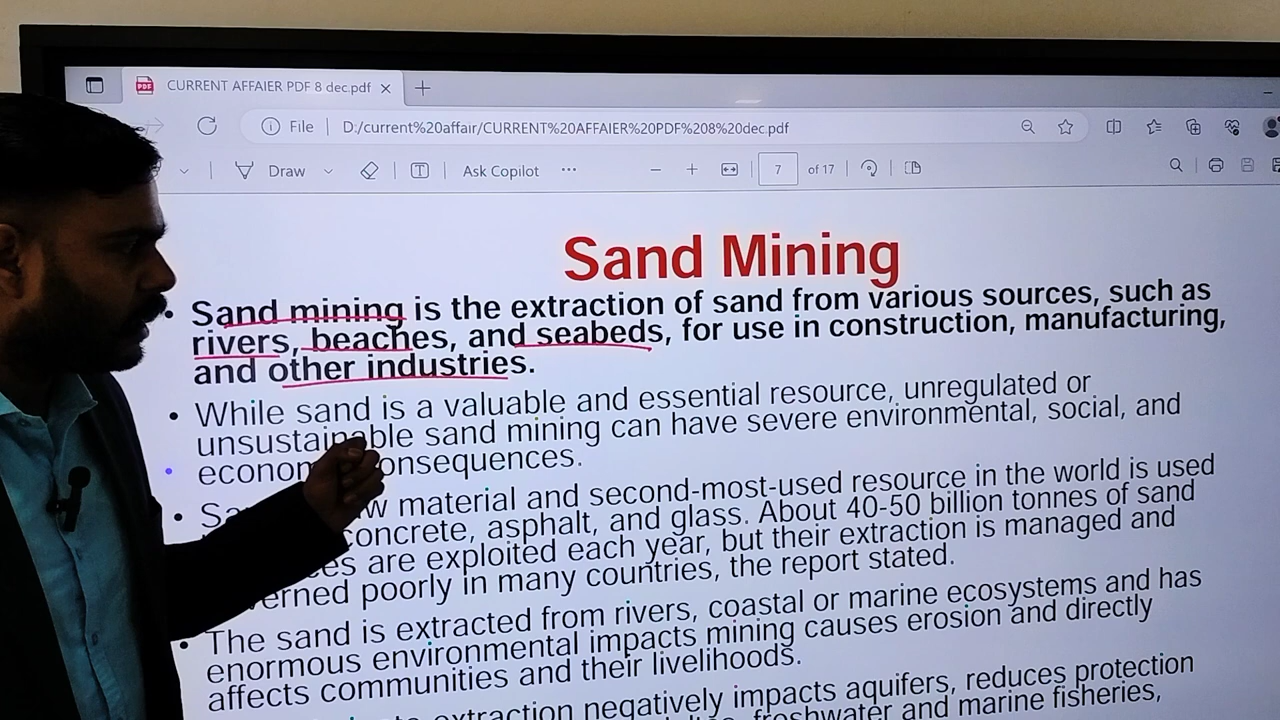 CURRENT AFFAIER PDF 8 dec.pdf
File
D:/current%20affair/CURRENT%20AFFAIER%20PDF%208%20dec.pdf
Draw
Ask Copilot
7
of 17
Sand Mining
• Sand mining is the extraction of sand from various sources, such as
rivers, beaches, and seabeds, for use in construction, manufacturing,
and other industries.
• While sand is a valuable and essential resource, unregulated or
unsustainable sand mining can have severe environmental, social, and
consequences.
• material and second-most-used resource in the world is used
concrete, asphalt, and glass. About 40-50 billion tonnes of sand
are exploited each year, but their extraction is managed and
poorly in many countries, the report stated.
• The sand is extracted from rivers, coastal or marine ecosystems and has
enormous environmental impacts mining causes erosion and directly
affects communities and their livelihoods.
extraction negatively impacts aquifers, reduces protection
freshwater and marine fisheries,